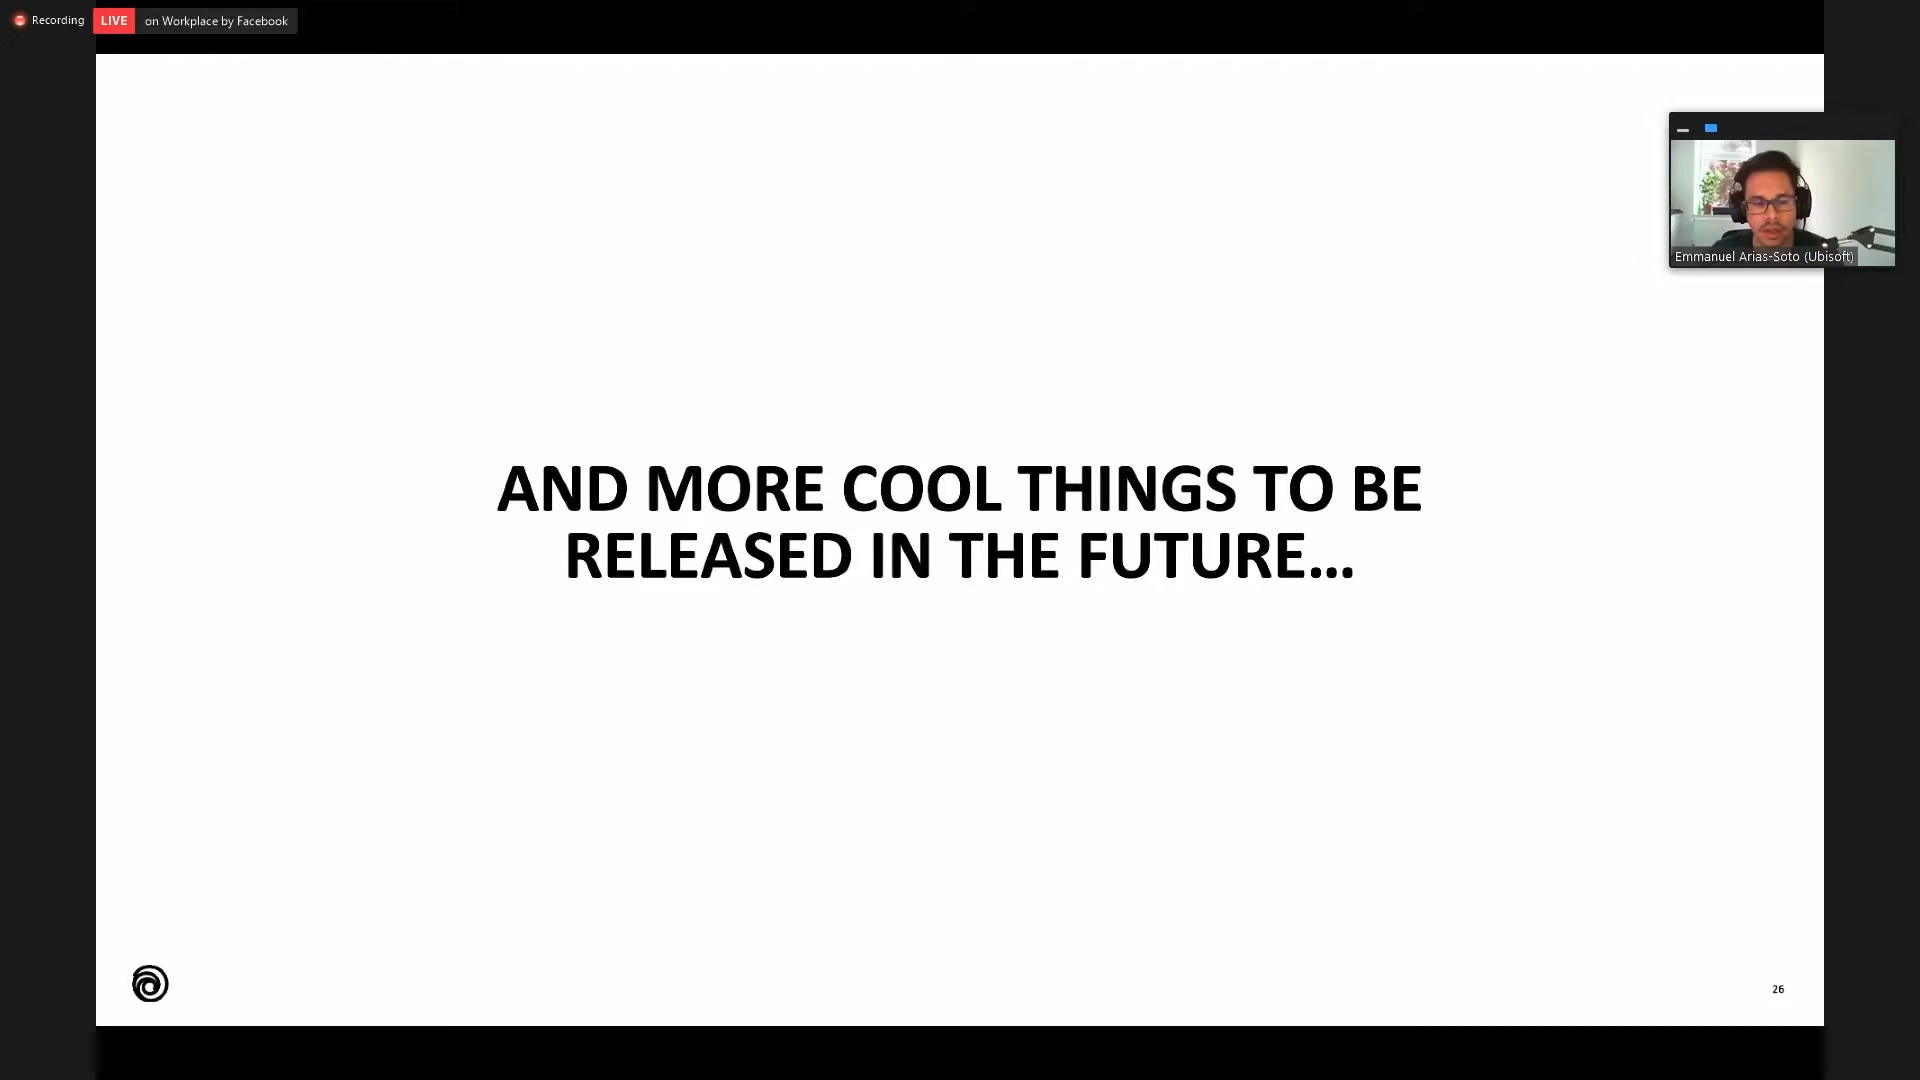 Recording
LIVE on Workplace by Facebook
Emmanuel Arias-Soto (Ubisoft)
AND MORE COOL THINGS TO BE
RELEASED IN THE FUTURE...
26